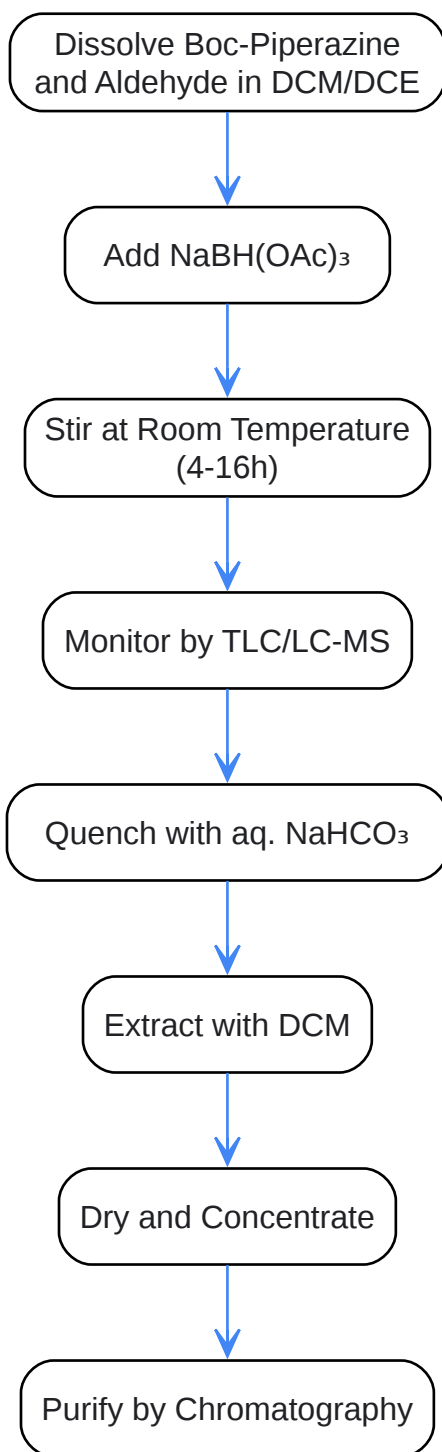 Dissolve Boc-Piperazine
and Aldehyde in DCM/DCE
Add NaBH(OAc)₃
Stir at Room Temperature
(4-16h)
Monitor by TLC/LC-MS
Quench with aq. NaHCO₃
Extract with DCM
Dry and Concentrate
Purify by Chromatography